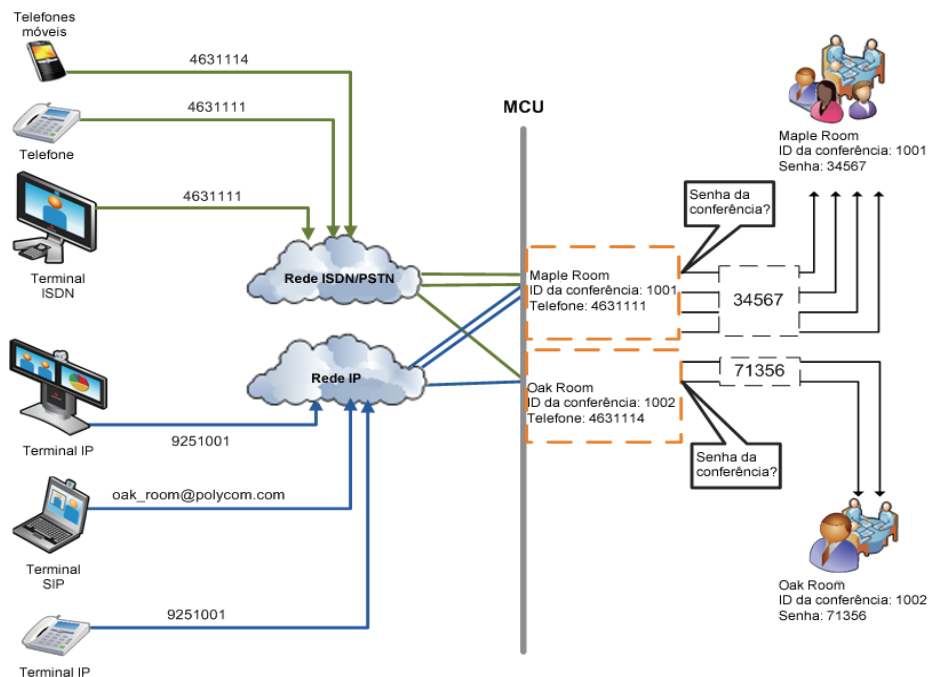 Telefones
móveis
4631114
4631111
Telefone
4631111
Terminal
ISDN
Rede ISDN/PSTN
Rede IP
Terminal IP
9251001
oak_room@polycom.com
Terminal
SIP
9251001
Terminal IP
MCU
Maple Room
ID da conferência: 1001
Telefone: 4631111
Oak Room
ID da conferência: 1002
Telefone: 4631114
Senha da
conferência?
34567
71356
Senha da
conferência?
Maple Room
ID da conferência: 1001
Senha: 34567
Oak Room
ID da conferência: 1002
Senha: 71356